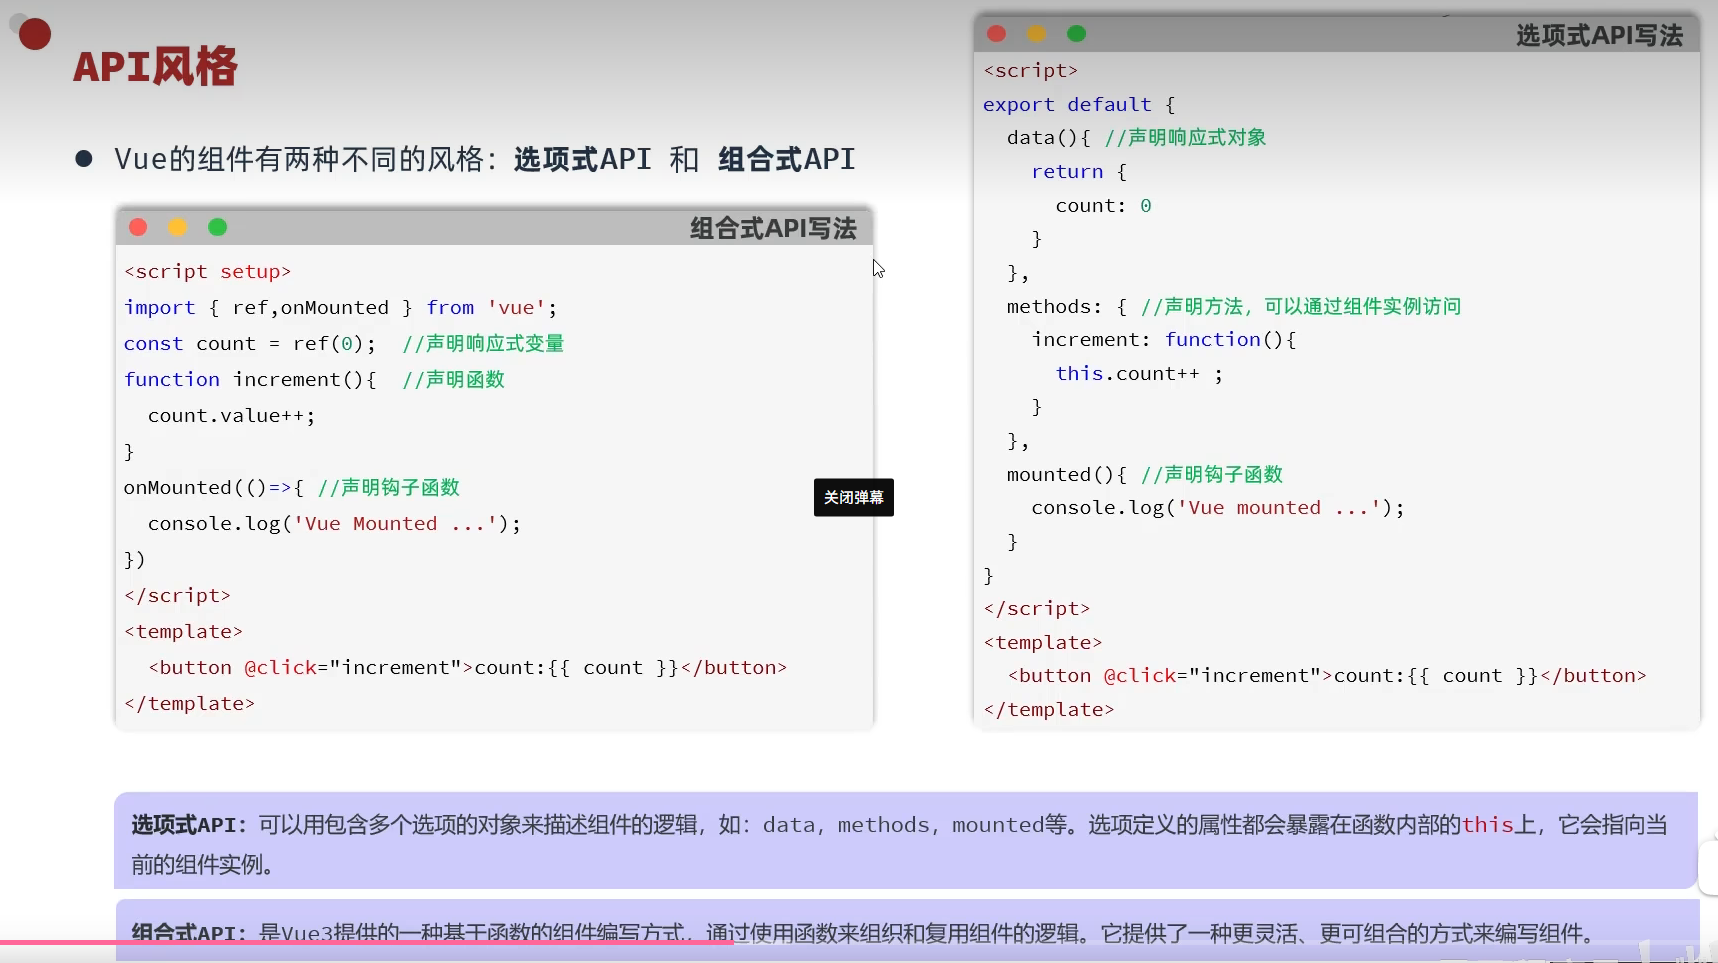 API风格
● Vue的组件有两种不同的风格：选项式API 和 组合式API
组合式API写法
<script setup>
import { ref,onMounted } from 'vue';
const count = ref(0);  //声明响应式变量
function increment(){  //声明函数
  count.value++;
}
onMounted(()=>{ //声明钩子函数
  console.log('Vue Mounted ...');
})
</script>
<template>
  <button @click="increment">count:{{ count }}</button>
</template>
关闭弹幕
选项式API写法
<script>
export default {
  data(){ //声明响应式对象
    return {
      count: 0
    }
  },
  methods: { //声明方法，可以通过组件实例访问
    increment: function(){
      this.count++ ;
    }
  },
  mounted(){ //声明钩子函数
    console.log('Vue mounted ...');
  }
}
</script>
<template>
  <button @click="increment">count:{{ count }}</button>
</template>
选项式API：可以用包含多个选项的对象来描述组件的逻辑，如：data，methods，mounted等。选项定义的属性都会暴露在函数内部的this上，它会指向当
前的组件实例。
组合式API：是Vue3提供的一种基于函数的组件编写方式，通过使用函数来组织和复用组件的逻辑。它提供了一种更灵活、更可组合的方式来编写组件。